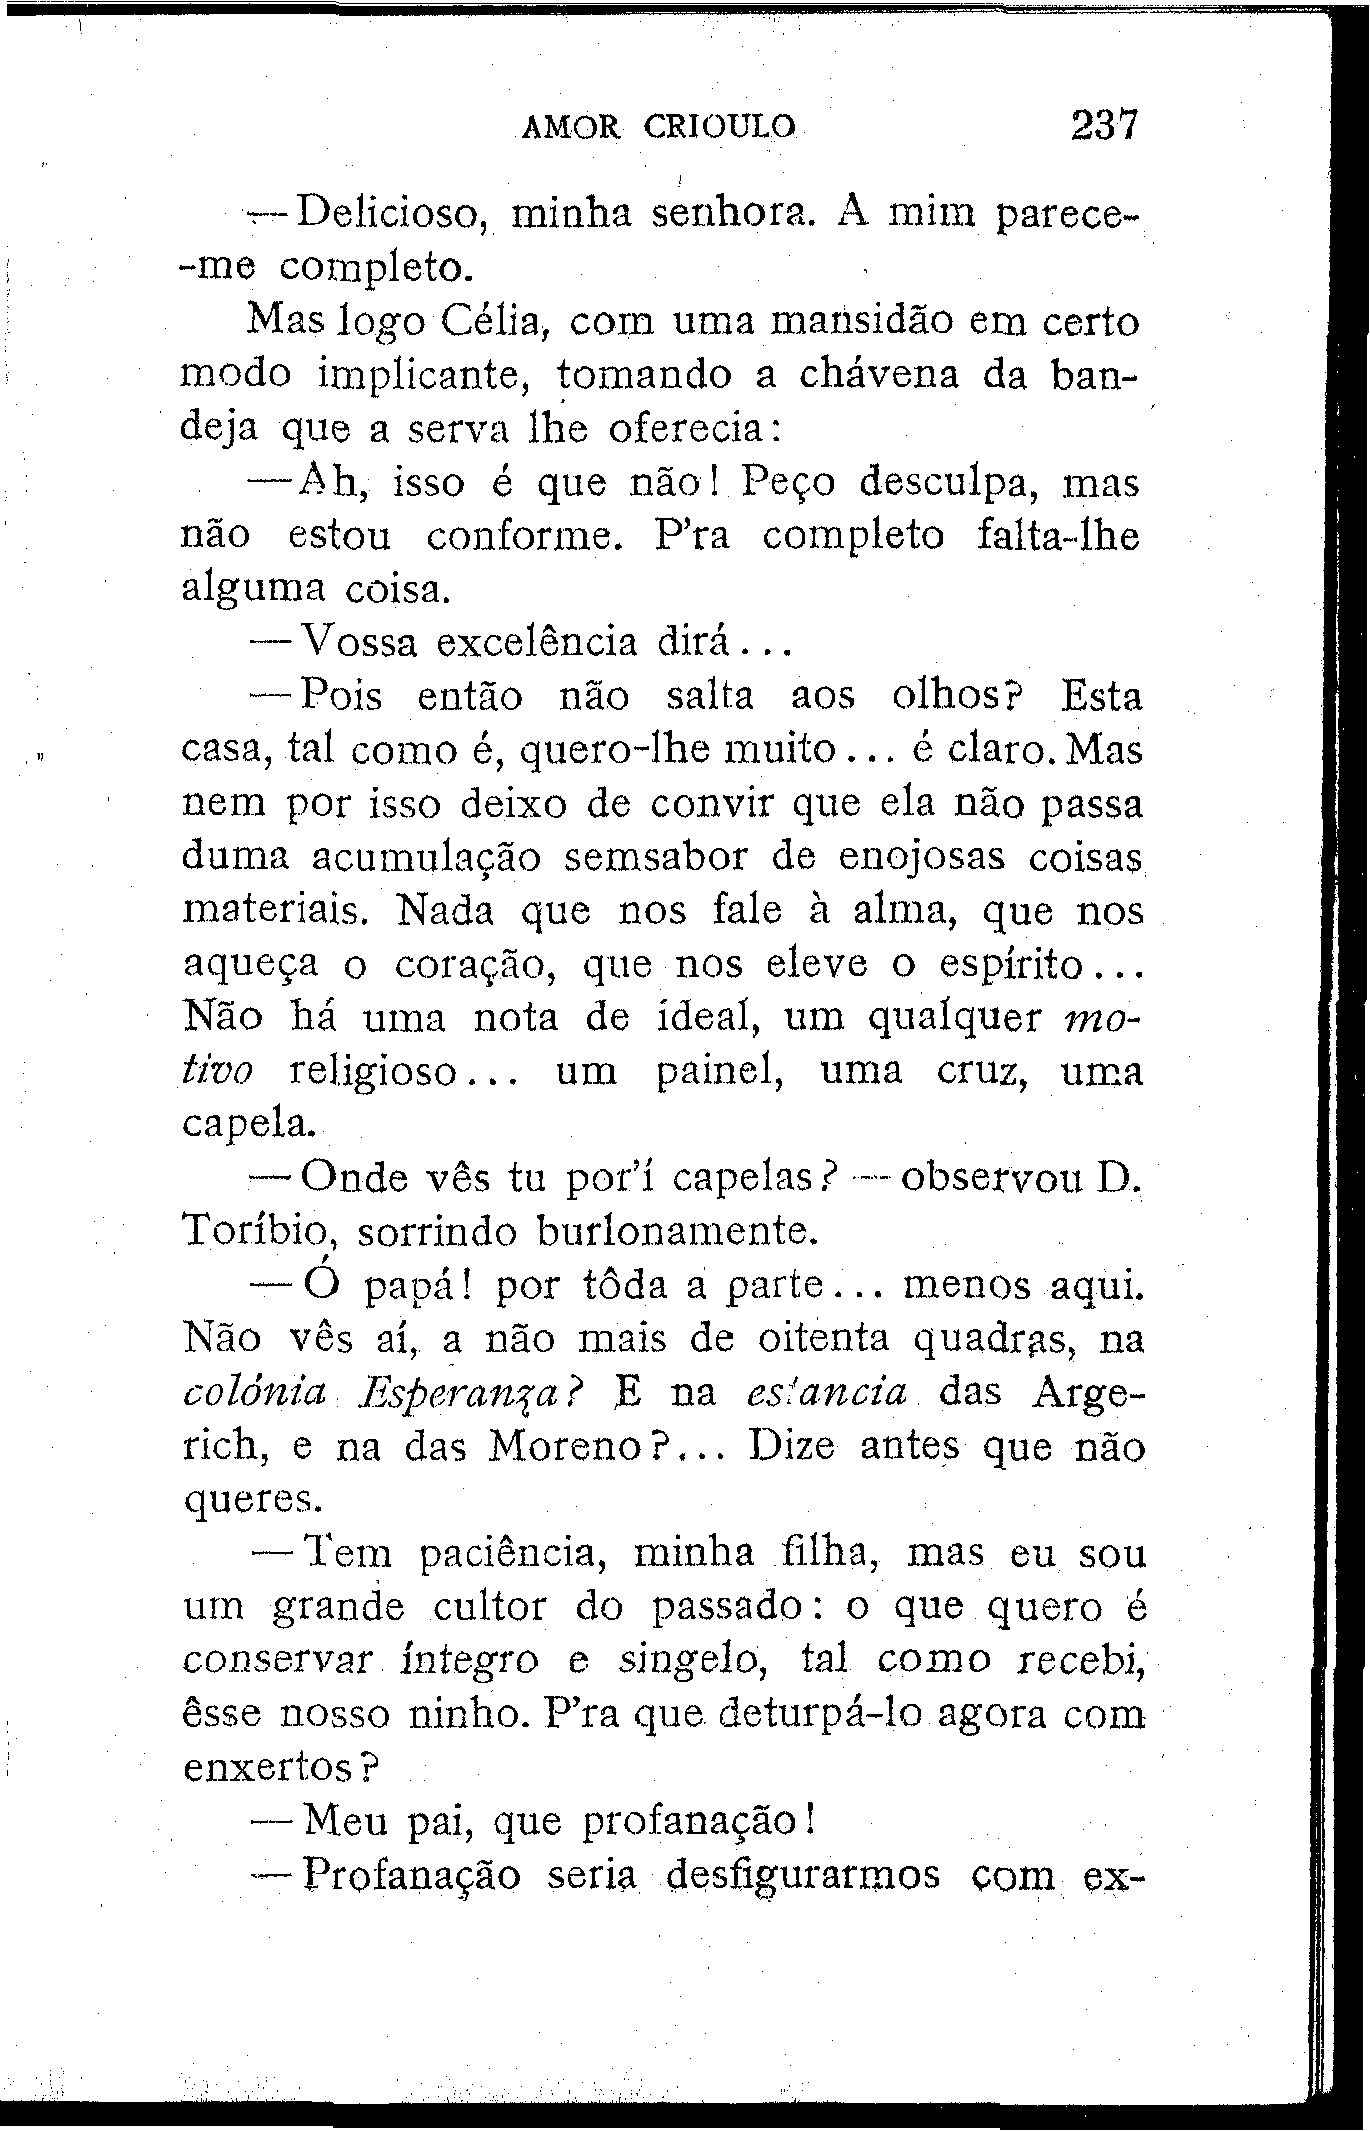 AMOR CRIOULO 237
— Delicioso, minha senhora. A mim parece-
-me completo.
Mas logo Célia, com uma mansidão em certo
modo implicante, tomando a chávena da ban-
deja que a serva lhe oferecia:
— Ah, isso é que não! Peço desculpa, mas
não estou conforme. P'ra completo falta-lhe
alguma coisa.
— Vossa excelência dirá...
— Pois então não salta aos olhos? Esta
casa, tal como é, quero-lhe muito... é claro. Mas
nem por isso deixo de convir que ela não passa
duma acumulação semsabor de enojosas coisas
materiais. Nada que nos fale à alma, que nos
aqueça o coração, que nos eleve o espírito...
Não há uma nota de ideal, um qualquer mo-
tivo religioso... um painel, uma cruz, uma
capela.
— Onde vês tu por'í capelas? — observou D.
Toríbio, sorrindo burlonamente.
— Ó papá! por tôda a parte... menos aqui.
Não vês aí, a não mais de oitenta quadras, na
colónia Esperanza? E na estancia das Arge-
rich, e na das Moreno?... Dize antes que não
queres.
— Tem paciência, minha filha, mas eu sou
um grande cultor do passado: o que quero é
conservar íntegro e singelo, tal como recebi,
êsse nosso ninho. P'ra que deturpá-lo agora com
enxertos?
— Meu pai, que profanação!
— Profanação seria desfigurarmos com ex-